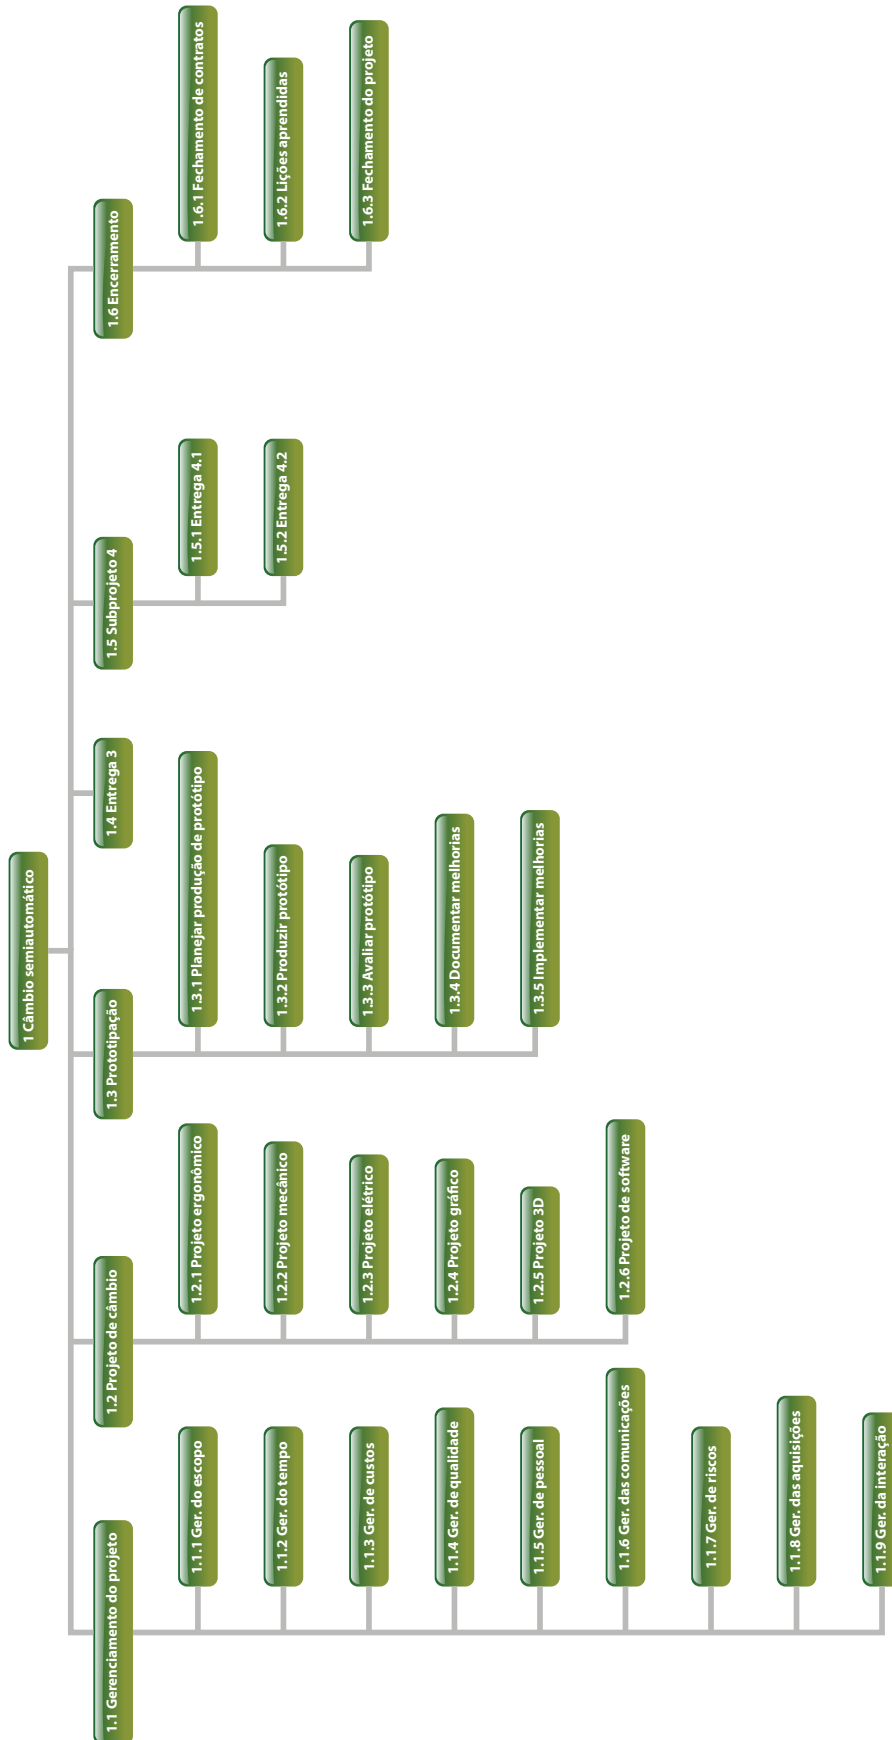 1 Câmbio semiautomático
1.1 Gerenciamento do projeto
1.1.1 Ger. do escopo
1.1.2 Ger. do tempo
1.1.3 Ger. de custos
1.1.4 Ger. de qualidade
1.1.5 Ger. de pessoal
1.1.6 Ger. das comunicações
1.1.7 Ger. de riscos
1.1.8 Ger. das aquisições
1.1.9 Ger. da interação
1.2 Projeto de câmbio
1.2.1 Projeto ergonômico
1.2.2 Projeto mecânico
1.2.3 Projeto elétrico
1.2.4 Projeto gráfico
1.2.5 Projeto 3D
1.2.6 Projeto de software
1.3 Prototipação
1.3.1 Planejar produção de protótipo
1.3.2 Produzir protótipo
1.3.3 Avaliar protótipo
1.3.4 Documentar melhorias
1.3.5 Implementar melhorias
1.4 Entrega 3
1.5 Subprojeto 4
1.5.1 Entrega 4.1
1.5.2 Entrega 4.2
1.6 Encerramento
1.6.1 Fechamento de contratos
1.6.2 Lições aprendidas
1.6.3 Fechamento do projeto